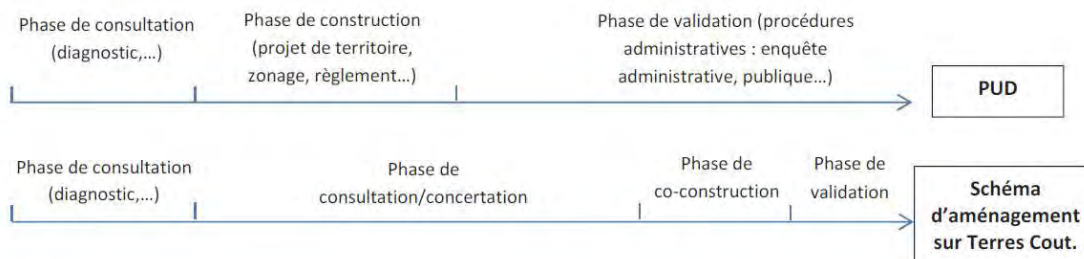 Phase de consultation
(diagnostic,...)
Phase de construction
(projet de territoire,
zonage, règlement...)
Phase de validation (procédures
administratives : enquête
administrative, publique...)
PUD
Phase de consultation
(diagnostic,...)
Phase de
consultation/concertation
Phase de
co-construction
Phase de
validation
Schéma
d'aménagement
sur Terres Cout.